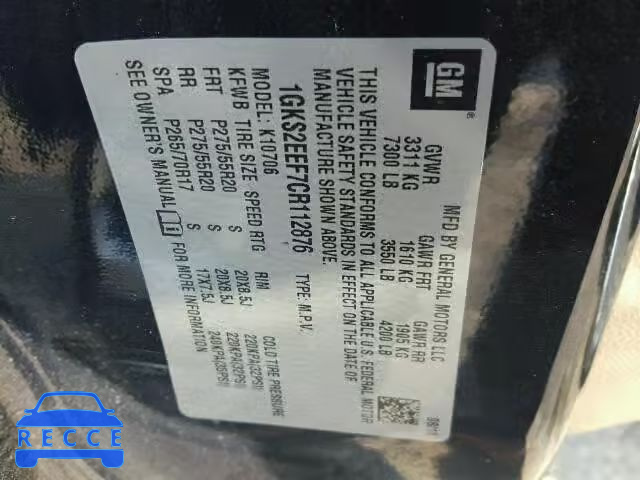 GM
®
MFD BY GENERAL MOTORS LLC
08/11
GVWR GAWR FRT GAWR RR
3311 KG 1610 KG 1905 KG
7300 LB 3550 LB 4200 LB
THIS VEHICLE CONFORMS TO ALL APPLICABLE U.S. FEDERAL MOTOR
VEHICLE SAFETY STANDARDS IN EFFECT ON THE DATE OF
MANUFACTURE SHOWN ABOVE.
1GKS2EEF7CR112876 TYPE: M.P.V.
MODEL: K10706
KFWB TIRE SIZE SPEED RTG RIM COLD TIRE PRESSURE
FRT P275/55R20 S 20X8.5J 220KPA(32PSI)
RR P275/55R20 S 20X8.5J 220KPA(32PSI)
SPA P265/70R17 S 17X7.5J 240KPA(35PSI)
SEE OWNER'S MANUAL FOR MORE INFORMATION
RECCE